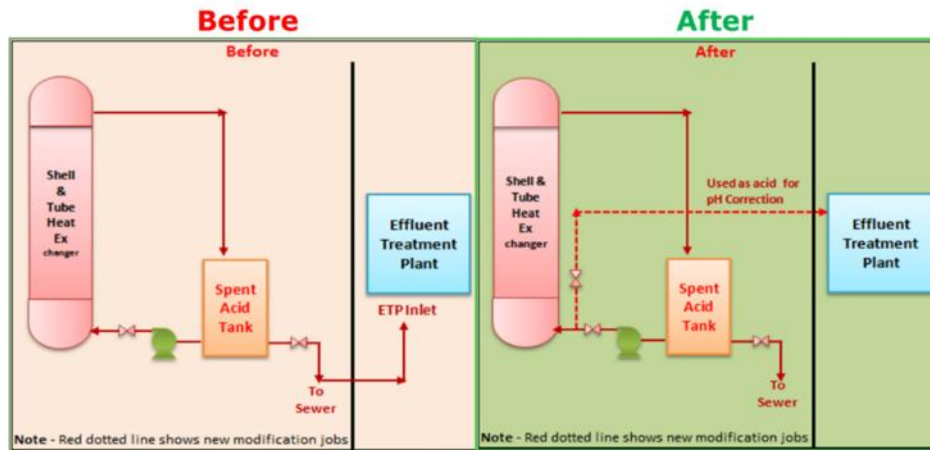 Before
After
Before
Shell
&
Tube
Heat
Ex
changer
Spent
Acid
Tank
Effluent
Treatment
Plant
ETP Inlet
To
Sewer
Note - Red dotted line shows new modification jobs
After
Shell &
Tube
Heat
Ex
changer
Used as acid for
pH Correction
Effluent
Treatment
Plant
Spent
Acid
Tank
To
Sewer
Note - Red dotted line shows new modification jobs